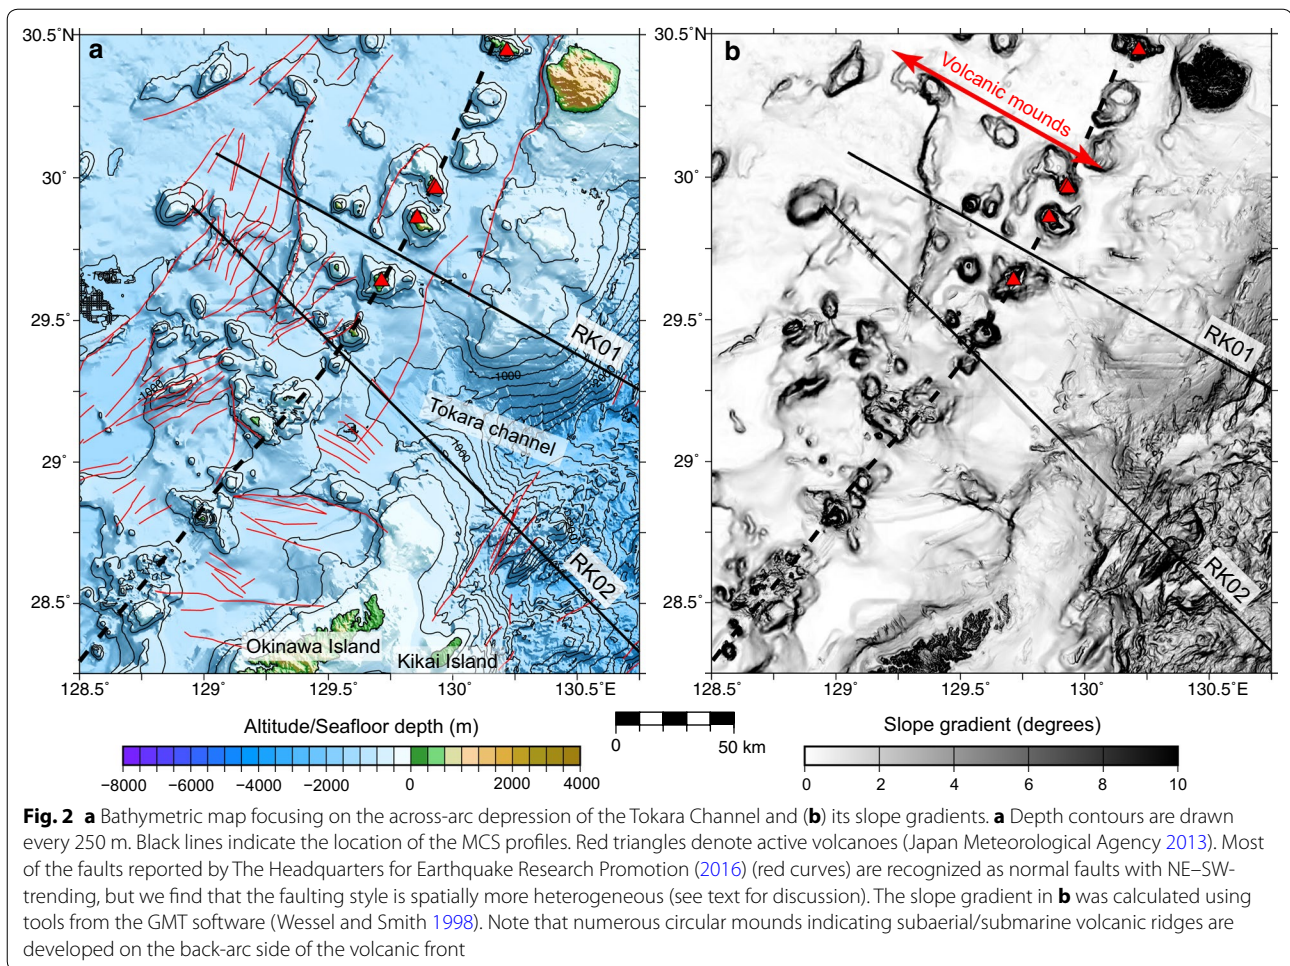 a
b
30.5°N
30°
29.5°
29°
28.5°
128.5
129°
129.5
130°
130.5°E
RK01
Tokara channel
RK02
Okinawa Island
Kikai Island
1000
1000
1000
30.5°N
30°
29.5°
29°
28.5°
128.5
129°
129.5
130°
130.5°E
Volcanic mounds
RK01
RK02
Altitude/Seafloor depth (m)
−8000 −6000 −4000 −2000 0 2000 4000
0 50 km
Slope gradient (degrees)
0 2 4 6 8 10
Fig. 2 a Bathymetric map focusing on the across-arc depression of the Tokara Channel and (b) its slope gradients. a Depth contours are drawn
every 250 m. Black lines indicate the location of the MCS profiles. Red triangles denote active volcanoes (Japan Meteorological Agency 2013). Most
of the faults reported by The Headquarters for Earthquake Research Promotion (2016) (red curves) are recognized as normal faults with NE–SW-
trending, but we find that the faulting style is spatially more heterogeneous (see text for discussion). The slope gradient in b was calculated using
tools from the GMT software (Wessel and Smith 1998). Note that numerous circular mounds indicating subaerial/submarine volcanic ridges are
developed on the back-arc side of the volcanic front